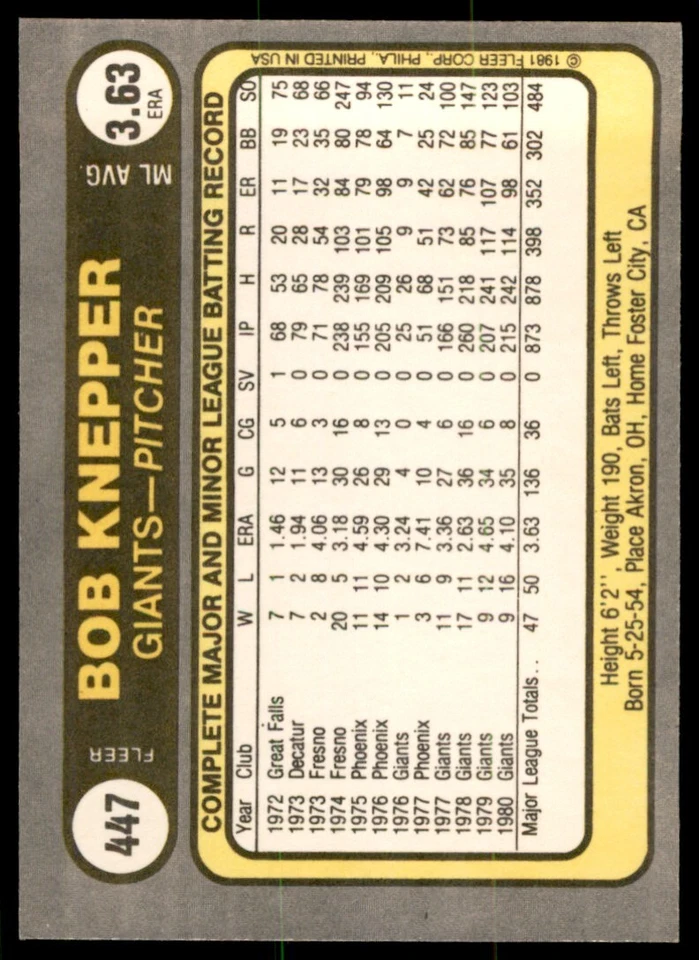 447
FLEER
BOB KNEPPER
GIANTS—PITCHER
ML AVG.
3.63
ERA
COMPLETE MAJOR AND MINOR LEAGUE BATTING RECORD
Year Club W L ERA G CG SV IP H R ER BB SO
1972 Great Falls 7 1 1.46 12 5 1 68 53 20 11 19 75
1973 Decatur 7 2 1.94 11 6 0 79 65 28 17 23 68
1973 Fresno 2 8 4.06 13 3 0 71 78 54 32 35 66
1974 Fresno 20 5 3.18 30 16 0 238 239 103 84 80 247
1975 Phoenix 11 11 4.59 26 8 0 155 169 101 79 78 94
1976 Phoenix 14 10 4.30 29 13 0 205 209 105 98 64 130
1976 Giants 1 2 3.24 4 0 0 25 26 9 9 7 11
1977 Phoenix 3 6 7.41 10 4 0 51 68 51 42 25 24
1977 Giants 11 9 3.36 27 6 0 166 151 73 62 72 100
1978 Giants 17 11 2.63 36 16 0 260 218 85 76 85 147
1979 Giants 9 12 4.65 34 6 0 207 241 117 107 77 123
1980 Giants 9 16 4.10 35 8 0 215 242 114 98 61 103
Major League Totals.. 47 50 3.63 136 36 0 873 878 398 352 302 484
Height 6'2'', Weight 190, Bats Left, Throws Left
Born 5-25-54, Place Akron, OH, Home Foster City, CA
© 1981 FLEER CORP., PHILA., PRINTED IN USA